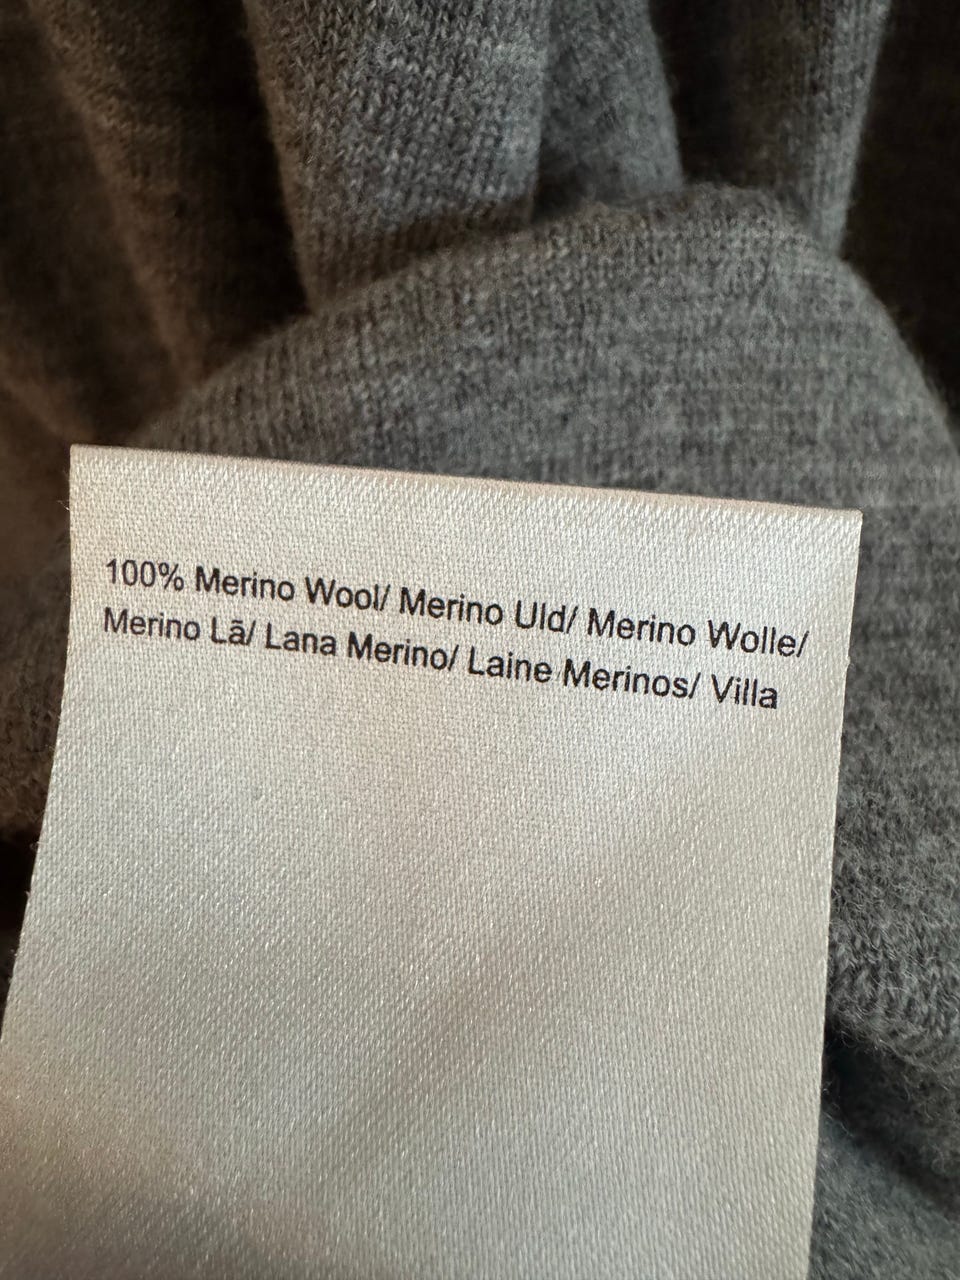 100% Merino Wool/ Merino Uld/ Merino Wolle/
Merino Lã/ Lana Merino/ Laine Merinos/ Villa